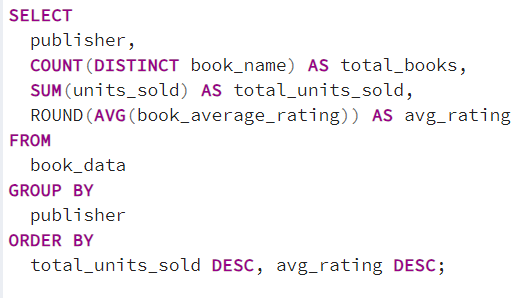 SELECT
publisher,
COUNT(DISTINCT book_name) AS total_books,
SUM(units_sold) AS total_units_sold,
ROUND(AVG(book_average_rating)) AS avg_rating
FROM
book_data
GROUP BY
publisher
ORDER BY
total_units_sold DESC, avg_rating DESC;